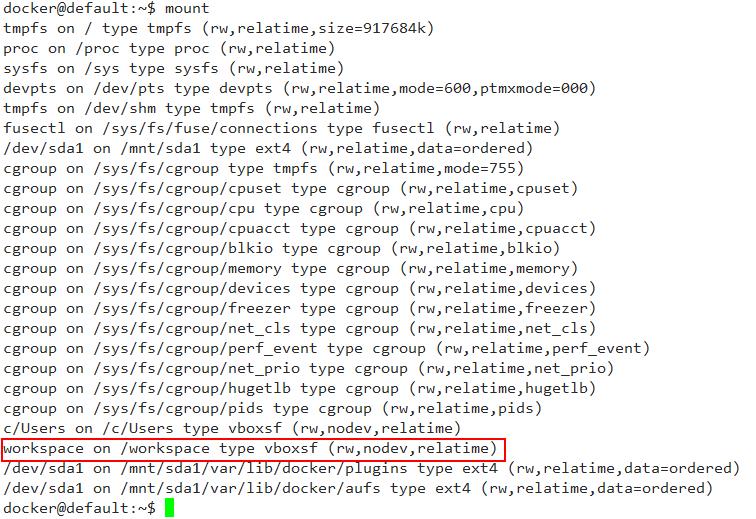 docker@default:~$ mount
tmpfs on / type tmpfs (rw,relatime,size=917684k)
proc on /proc type proc (rw,relatime)
sysfs on /sys type sysfs (rw,relatime)
devpts on /dev/pts type devpts (rw,relatime,mode=600,ptmxmode=000)
tmpfs on /dev/shm type tmpfs (rw,relatime)
fusectl on /sys/fs/fuse/connections type fusectl (rw,relatime)
/dev/sda1 on /mnt/sda1 type ext4 (rw,relatime,data=ordered)
cgroup on /sys/fs/cgroup type tmpfs (rw,relatime,mode=755)
cgroup on /sys/fs/cgroup/cpuset type cgroup (rw,relatime,cpuset)
cgroup on /sys/fs/cgroup/cpu type cgroup (rw,relatime,cpu)
cgroup on /sys/fs/cgroup/cpuacct type cgroup (rw,relatime,cpuacct)
cgroup on /sys/fs/cgroup/blkio type cgroup (rw,relatime,blkio)
cgroup on /sys/fs/cgroup/memory type cgroup (rw,relatime,memory)
cgroup on /sys/fs/cgroup/devices type cgroup (rw,relatime,devices)
cgroup on /sys/fs/cgroup/freezer type cgroup (rw,relatime,freezer)
cgroup on /sys/fs/cgroup/net_cls type cgroup (rw,relatime,net_cls)
cgroup on /sys/fs/cgroup/perf_event type cgroup (rw,relatime,perf_event)
cgroup on /sys/fs/cgroup/net_prio type cgroup (rw,relatime,net_prio)
cgroup on /sys/fs/cgroup/hugetlb type cgroup (rw,relatime,hugetlb)
cgroup on /sys/fs/cgroup/pids type cgroup (rw,relatime,pids)
c/Users on /c/Users type vboxsf (rw,nodev,relatime)
workspace on /workspace type vboxsf (rw,nodev,relatime)
/dev/sda1 on /mnt/sda1/var/lib/docker/plugins type ext4 (rw,relatime,data=ordered)
/dev/sda1 on /mnt/sda1/var/lib/docker/aufs type ext4 (rw,relatime,data=ordered)
docker@default:~$